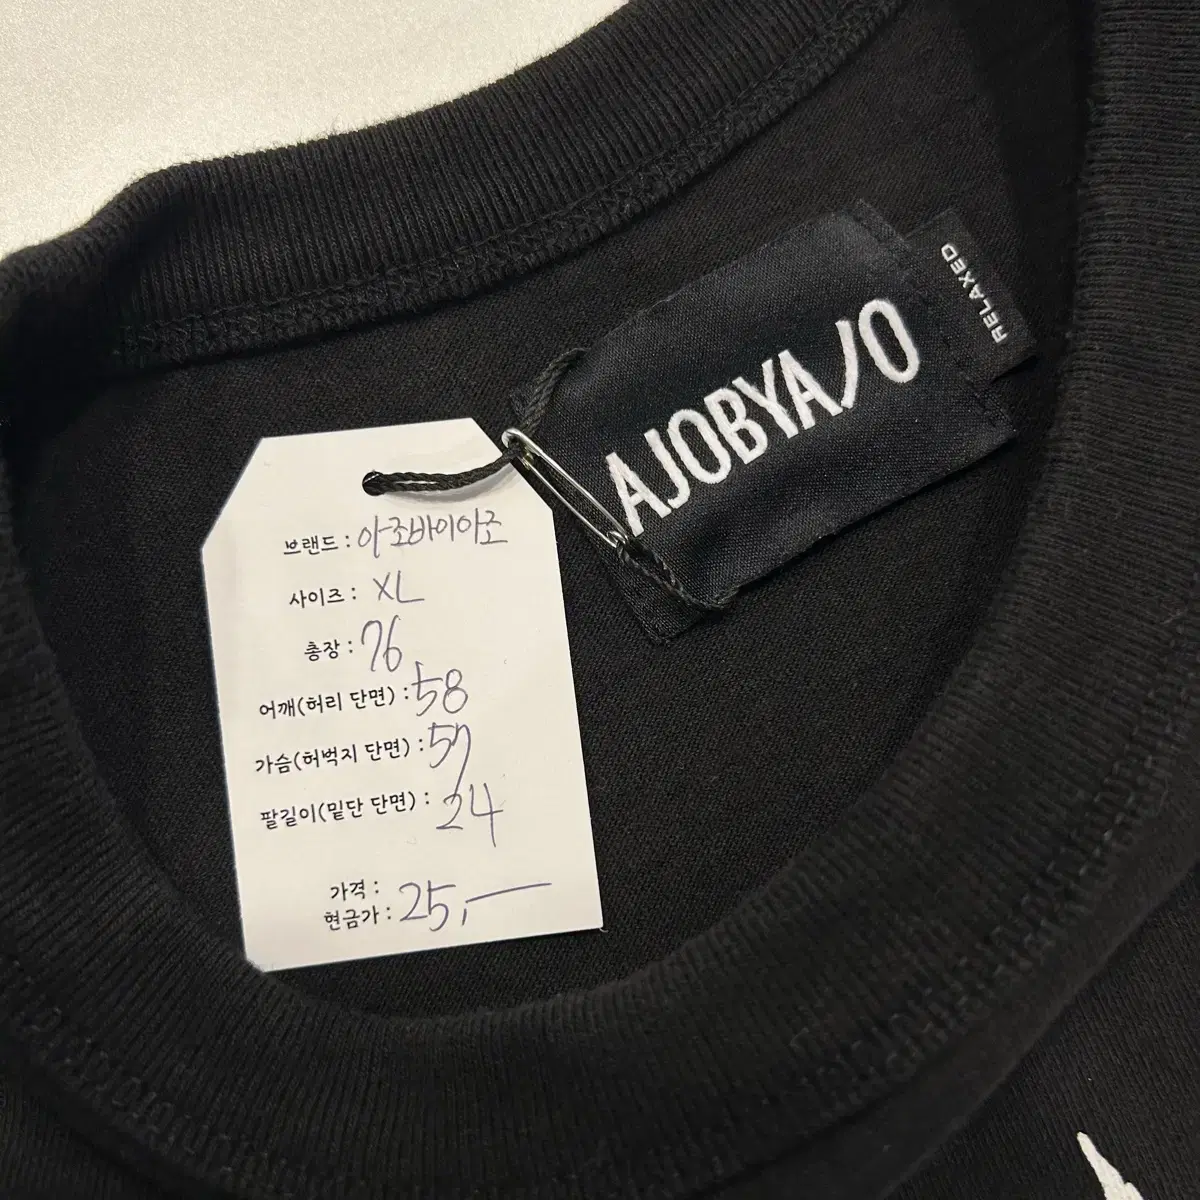 RELAXED
AJOBYAJO
브랜드 : 아조바이아조
사이즈 : XL
총장 : 76
어깨(허리 단면) : 58
가슴(허벅지 단면) : 57
팔길이(밑단 단면) : 24
가격 :
현금가 : 25,-